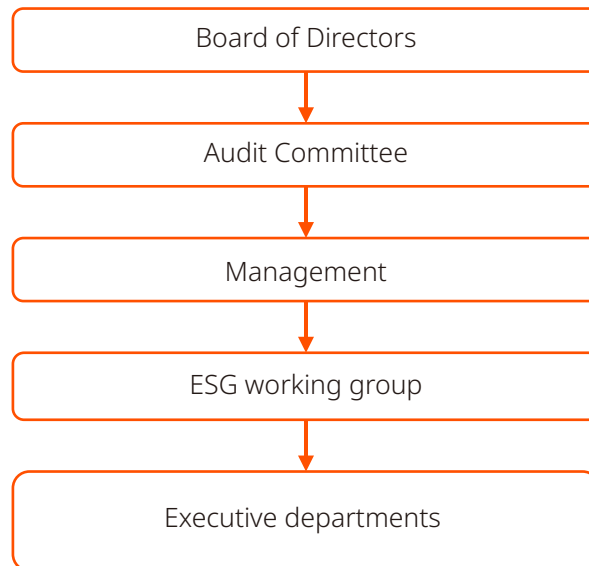 Board of Directors
Audit Committee
Management
ESG working group
Executive departments